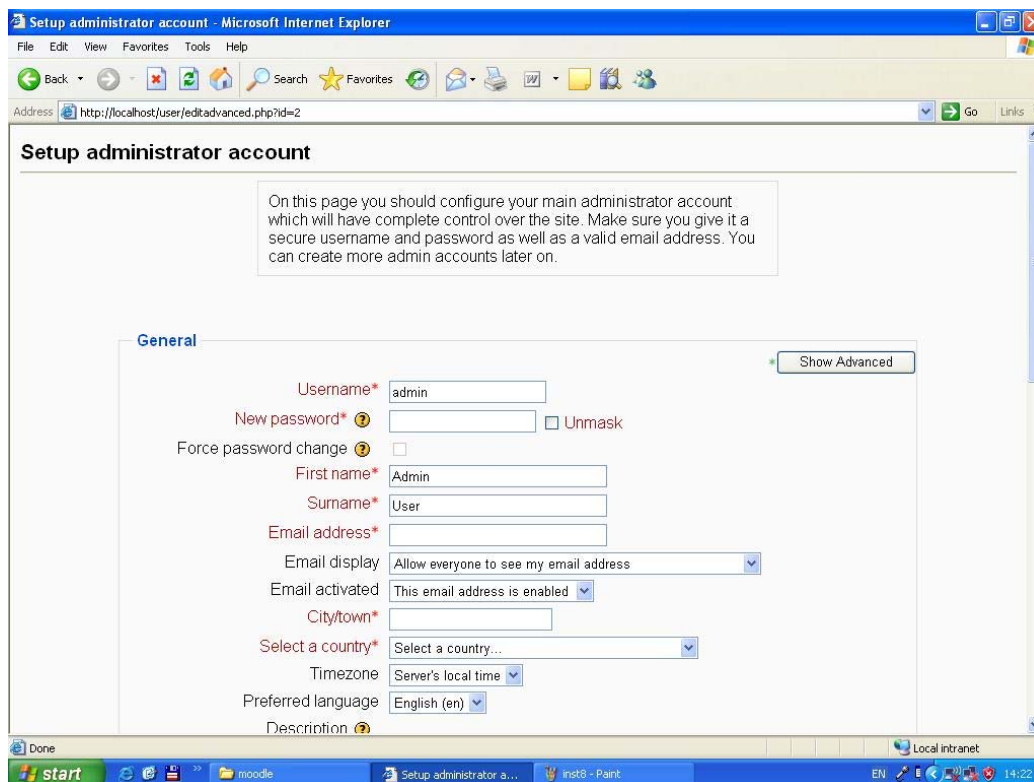 Setup administrator account - Microsoft Internet Explorer
File Edit View Favorites Tools Help
Back Search Favorites
Address http://localhost/user/editadvanced.php?id=2 Go Links
Setup administrator account
On this page you should configure your main administrator account
which will have complete control over the site. Make sure you give it a
secure username and password as well as a valid email address. You
can create more admin accounts later on.
General
* Show Advanced
Username* admin
New password* Unmask
Force password change
First name* Admin
Surname* User
Email address*
Email display Allow everyone to see my email address
Email activated This email address is enabled
City/town*
Select a country* Select a country...
Timezone Server's local time
Preferred language English (en)
Description
Done Local intranet
start moodle Setup administrator a... inst8 - Paint EN 14:22